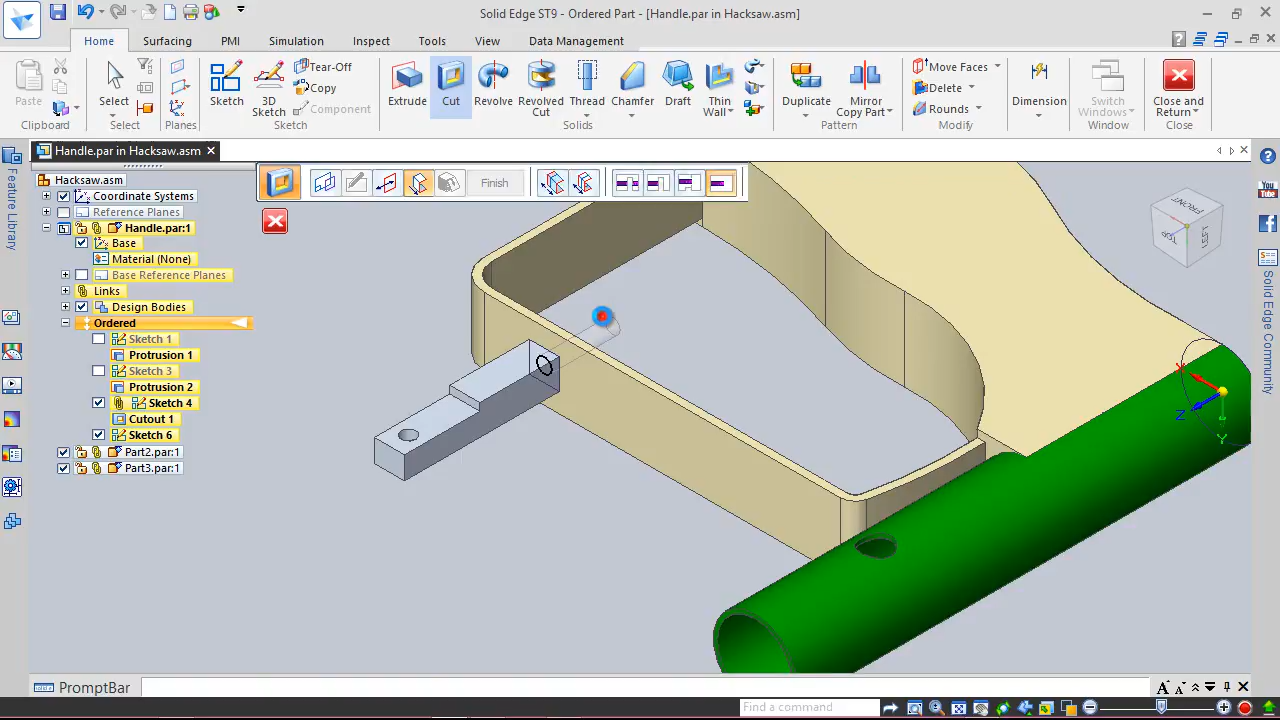 Solid Edge ST9 - Ordered Part - [Handle.par in Hacksaw.asm]
Home Surfacing PMI Simulation Inspect Tools View Data Management
Paste
Clipboard
Select
Select
Planes
Sketch
3D Sketch
Tear-Off
Copy
Component
Sketch
Extrude
Cut
Revolve
Revolved Cut
Thread
Chamfer
Draft
Thin Wall
Solids
Duplicate
Mirror Copy Part
Pattern
Move Faces
Delete
Rounds
Modify
Dimension
Switch Windows
Window
Close and Return
Close
Handle.par in Hacksaw.asm
Finish
Feature Library
Hacksaw.asm
Coordinate Systems
Reference Planes
Handle.par:1
Base
Material (None)
Base Reference Planes
Links
Design Bodies
Ordered
Sketch 1
Protrusion 1
Sketch 3
Protrusion 2
Sketch 4
Cutout 1
Sketch 6
Part2.par:1
Part3.par:1
FRONT
TOP
LEFT
X
Z
Y
You Tube
Solid Edge Community
PromptBar
A A
Find a command